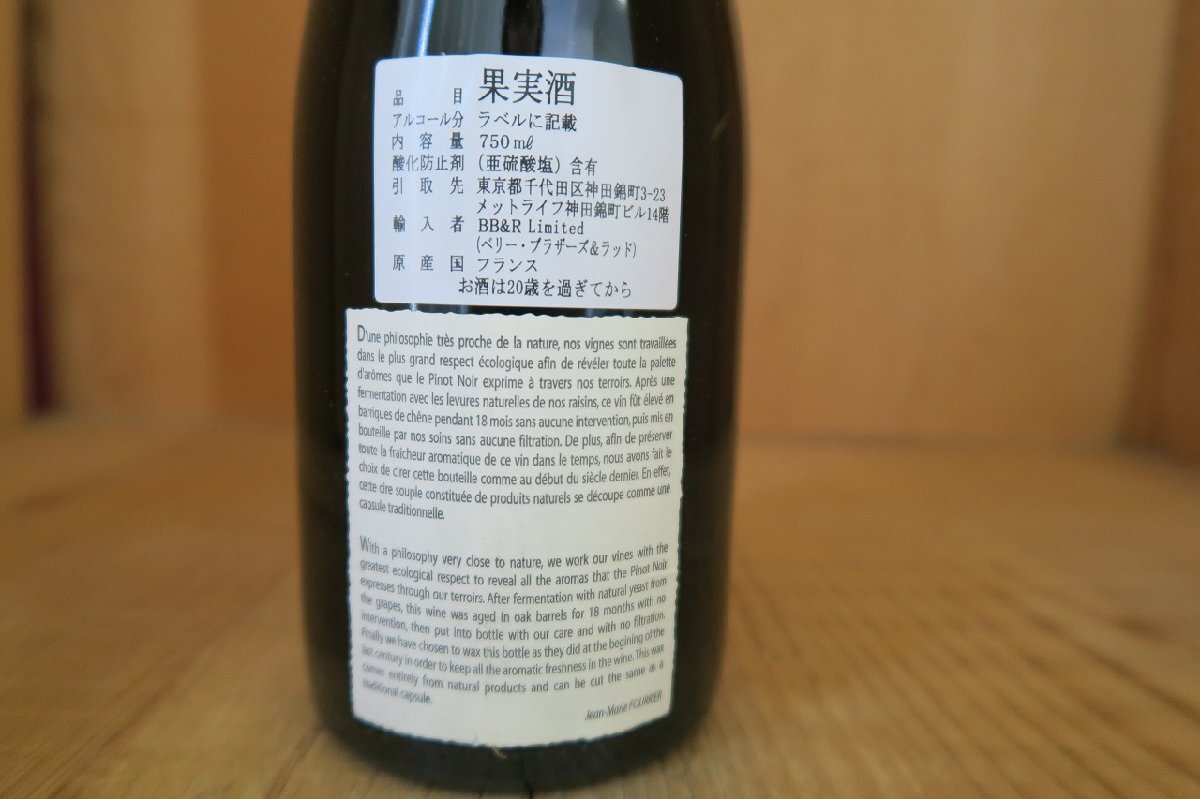 品目 果実酒
アルコール分 ラベルに記載
内容量 750mℓ
酸化防止剤 (亜硫酸塩) 含有
引取先 東京都千代田区神田錦町3-23
メットライフ神田錦町ビル14階
輸入者 BB&R Limited
(ベリー・ブラザーズ&ラッド)
原産国 フランス
お酒は20歳を過ぎてから
D'une philosophie très proche de la nature, nos vignes sont travaillées
dans le plus grand respect écologique afin de révéler toute la palette
d'arômes que le Pinot Noir exprime à travers nos terroirs. Après une
fermentation avec les levures naturelles de nos raisins, ce vin fût élevé en
barriques de chêne pendant 18 mois sans aucune intervention, puis mis en
bouteille par nos soins sans aucune filtration. De plus, afin de préserver
toute la fraîcheur aromatique de ce vin dans le temps, nous avons fait le
choix de cirer cette bouteille comme au début du siècle dernier. En effet,
cette cire souple constituée de produits naturels se découpe comme une
capsule traditionnelle.
With a philosophy very close to nature, we work our vines with the
greatest ecological respect to reveal all the aromas that the Pinot Noir
expresses through our terroirs. After fermentation with natural yeast from
the grapes, this wine was aged in oak barrels for 18 months with no
intervention, then put into bottle with our care and with no filtration.
Finally we have chosen to wax this bottle as they did at the begining of the
last century in order to keep all the aromatic freshness in the wine. This wax
comes entirely from natural products and can be cut the same as a
traditional capsule.
Jean-Marie FOURRIER